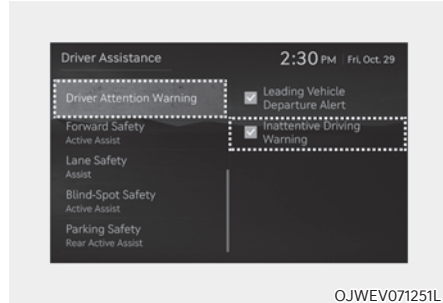 Driver Assistance
2:30 PM Fri, Oct. 29
Driver Attention Warning
Forward Safety
Active Assist
Lane Safety
Assist
Blind-Spot Safety
Active Assist
Parking Safety
Rear Active Assist
Leading Vehicle
Departure Alert
Inattentive Driving
Warning
OJWEV071251L